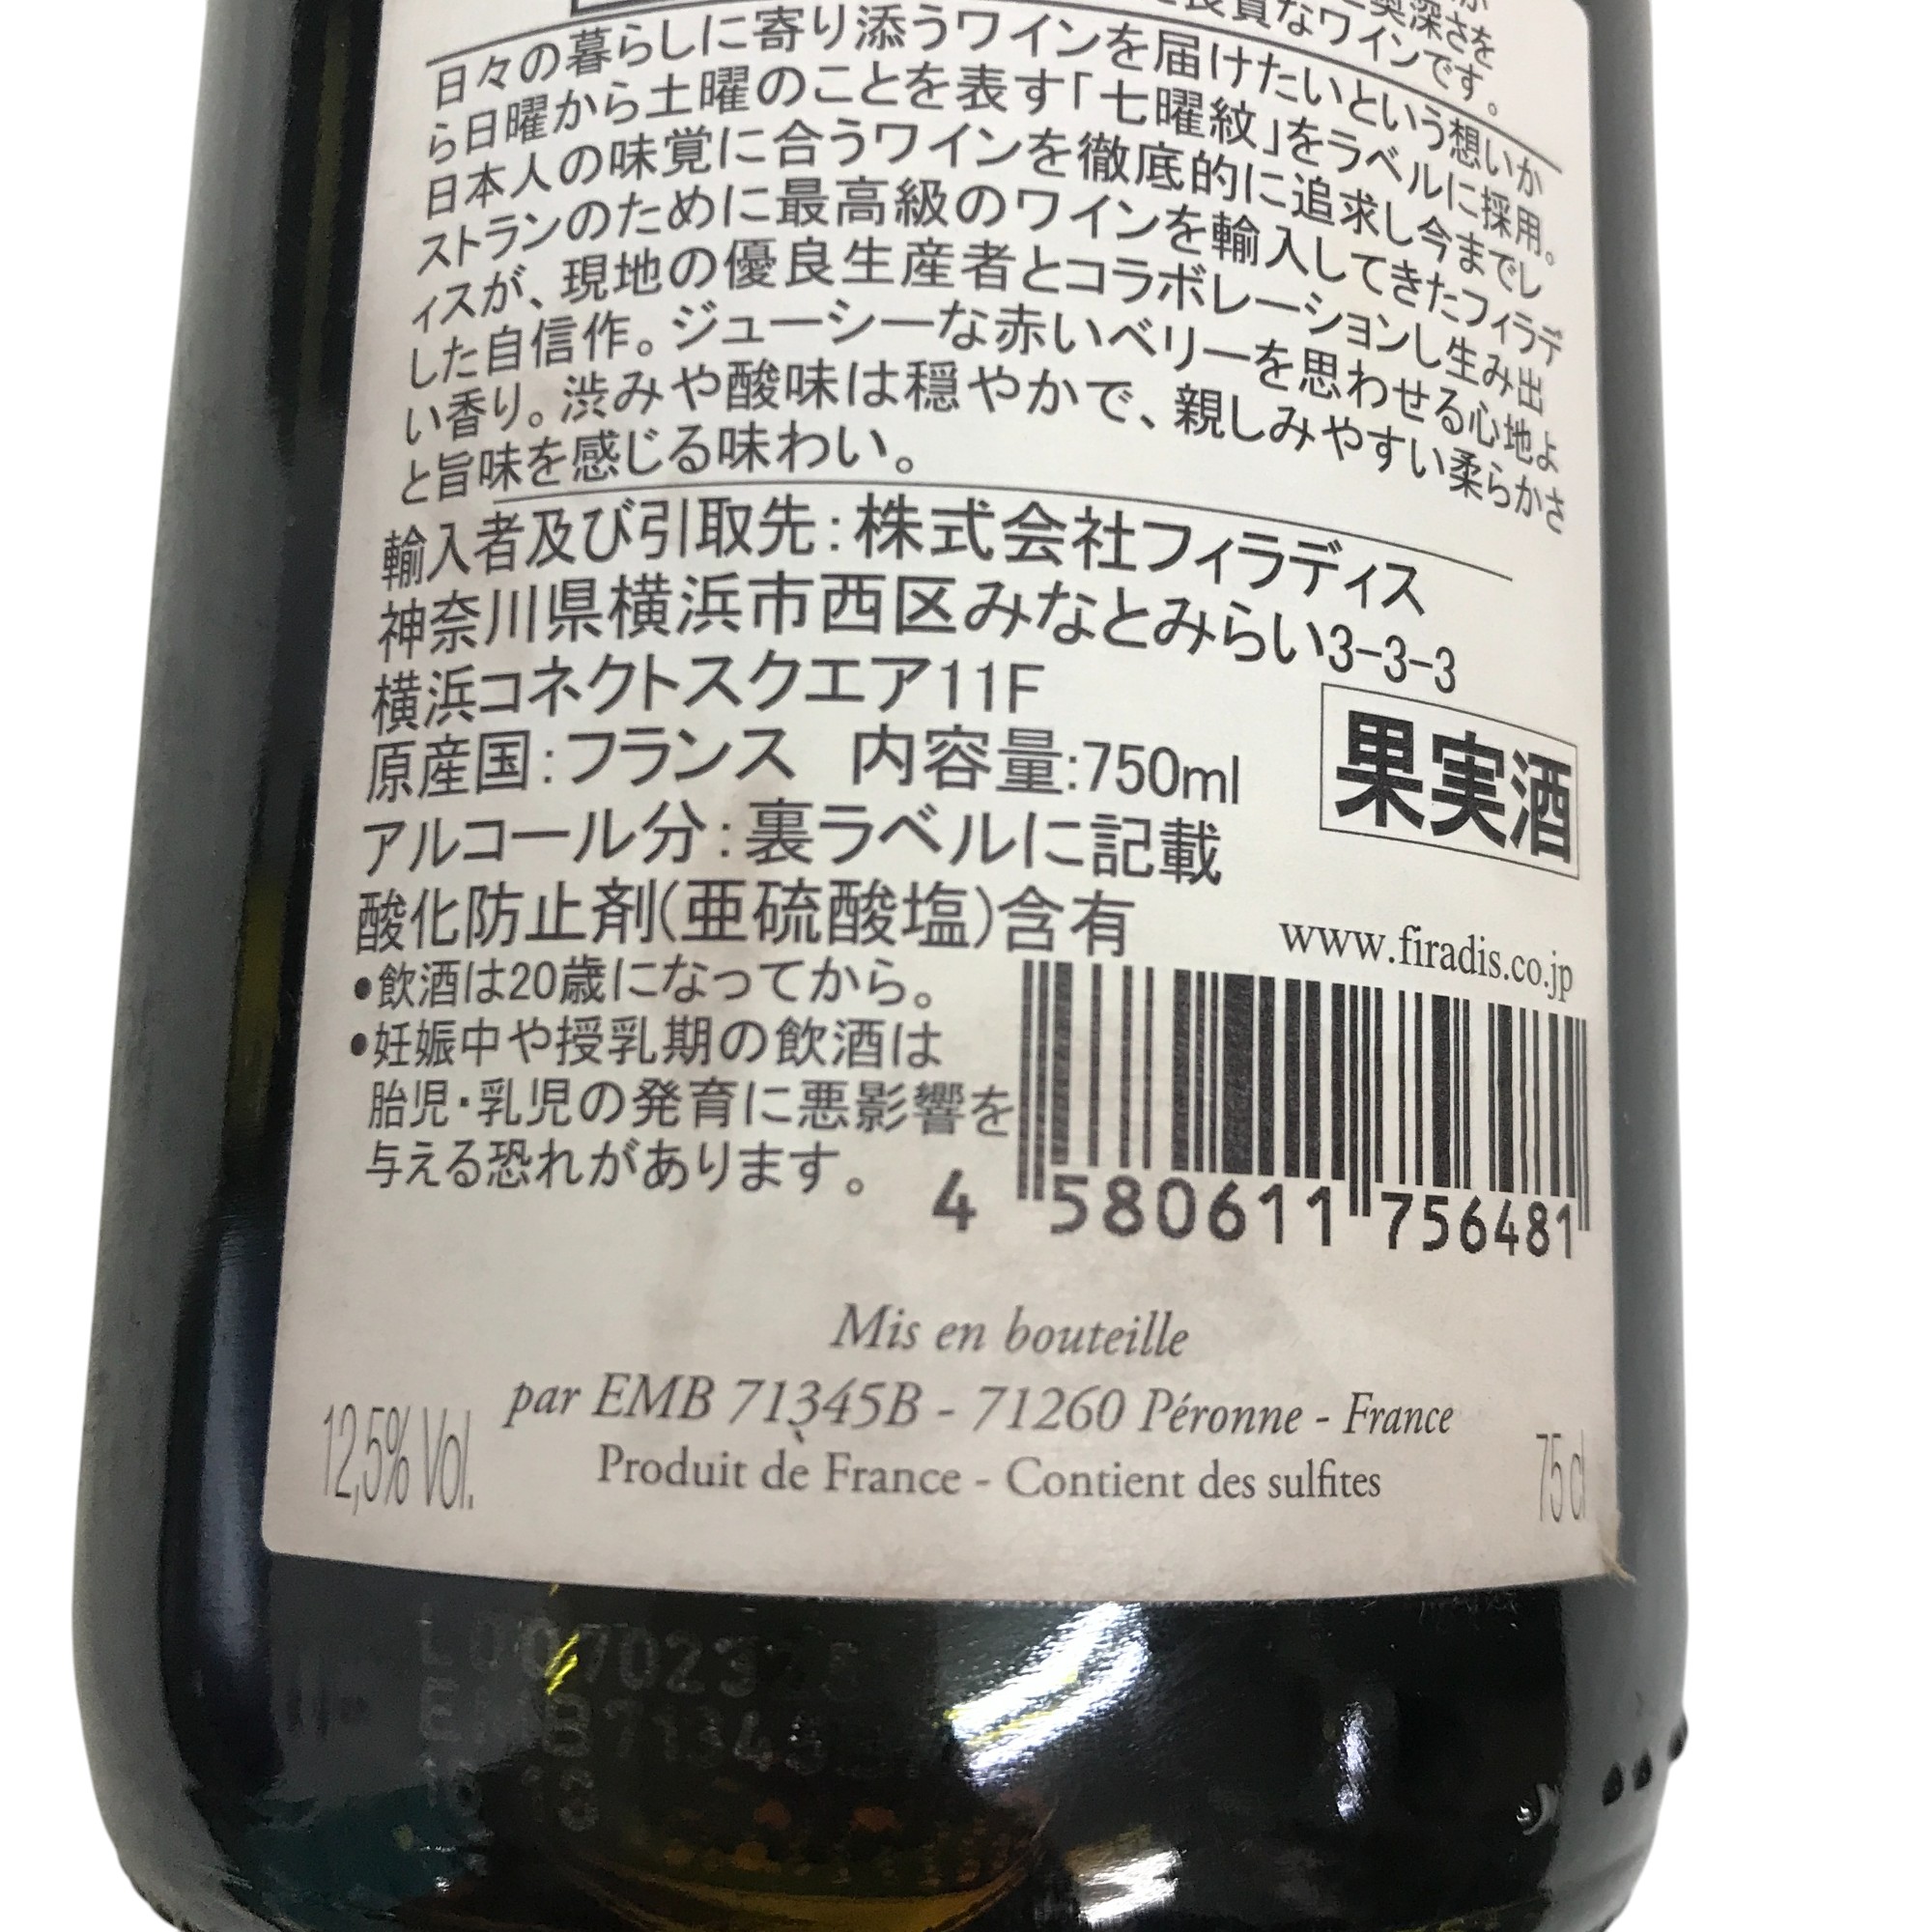 奥深さを
良質なワインです。
日々の暮らしに寄り添うワインを届けたいという想いか
ら日曜から土曜のことを表す「七曜紋」をラベルに採用。
日本人の味覚に合うワインを徹底的に追求し今までレ
ストランのために最高級のワインを輸入してきたフィラデ
ィスが、現地の優良生産者とコラボレーションし生み出
した自信作。ジューシーな赤いベリーを思わせる心地よ
い香り。渋みや酸味は穏やかで、親しみやすい柔らかさ
と旨味を感じる味わい。
輸入者及び引取先：株式会社フィラディス
神奈川県横浜市西区みなとみらい3-3-3
横浜コネクトスクエア11F
原産国：フランス 内容量:750ml
アルコール分：裏ラベルに記載
果実酒
酸化防止剤(亜硫酸塩)含有
www.firadis.co.jp
•飲酒は20歳になってから。
•妊娠中や授乳期の飲酒は
胎児・乳児の発育に悪影響を
与える恐れがあります。
4 580611 756481
Mis en bouteille
par EMB 71345B - 71260 Péronne - France
12,5% Vol.
Produit de France - Contient des sulfites
75 cl